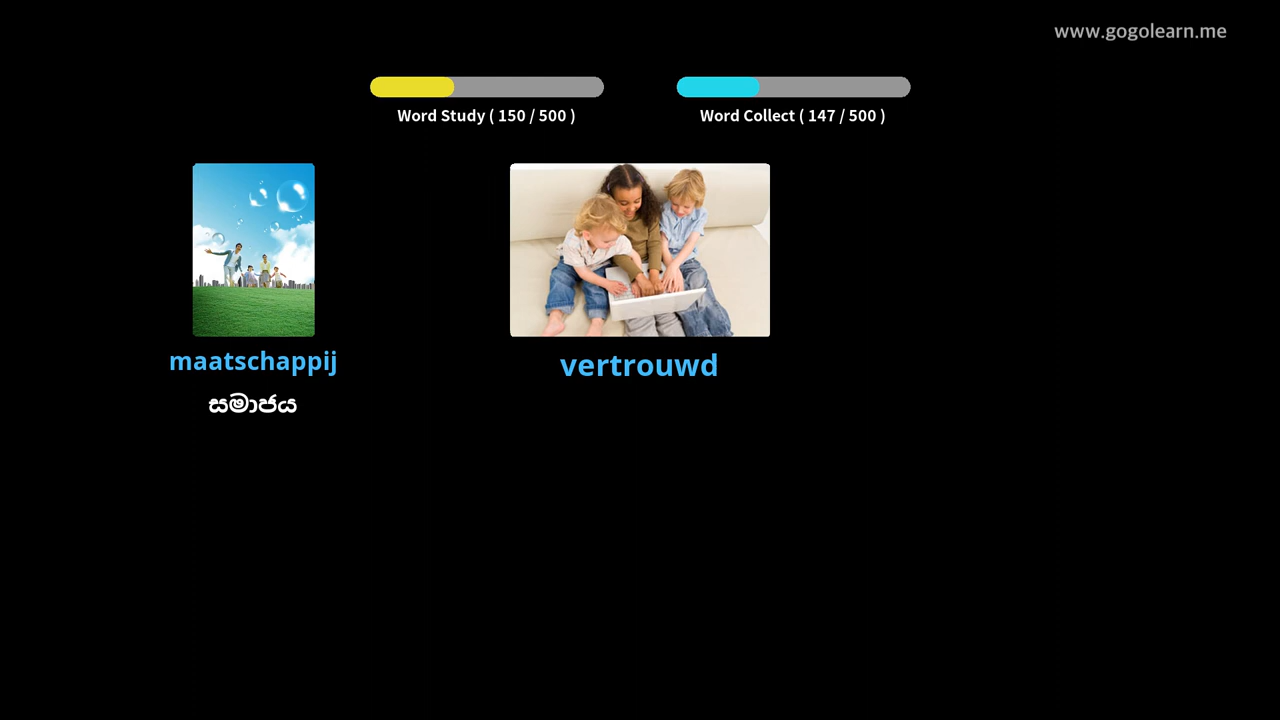 www.gogolearn.me
Word Study ( 150 / 500 )
Word Collect ( 147 / 500 )
maatschappij
සමාජය
vertrouwd